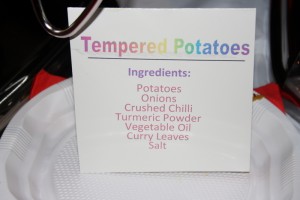 Tempered Potatoes
Ingredients:
Potatoes
Onions
Crushed Chilli
Turmeric Powder
Vegetable Oil
Curry Leaves
Salt